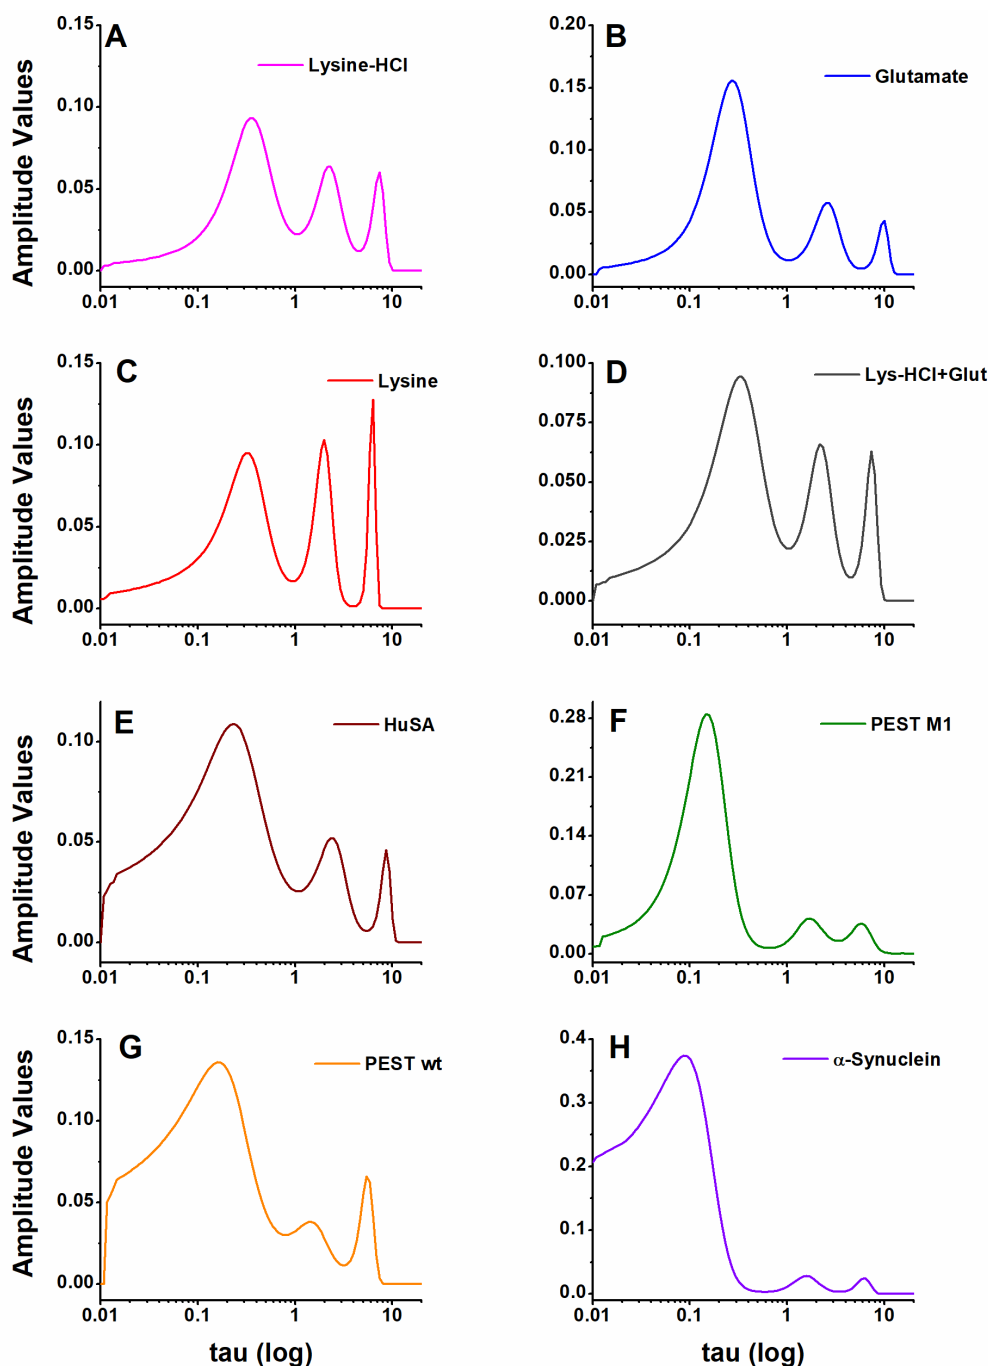 A
Lysine-HCl
Amplitude Values
0.15
0.10
0.05
0.00
0.01 0.1 1 10
B
Glutamate
0.20
0.15
0.10
0.05
0.00
0.01 0.1 1 10
C
Lysine
Amplitude Values
0.15
0.10
0.05
0.00
0.01 0.1 1 10
D
Lys-HCl+Glut
0.100
0.075
0.050
0.025
0.000
0.01 0.1 1 10
E
HuSA
Amplitude Values
0.10
0.05
0.00
0.01 0.1 1 10
F
PEST M1
0.28
0.21
0.14
0.07
0.00
0.01 0.1 1 10
G
PEST wt
Amplitude Values
0.15
0.10
0.05
0.00
0.01 0.1 1 10
tau (log)
H
α-Synuclein
0.4
0.3
0.2
0.1
0.0
0.01 0.1 1 10
tau (log)